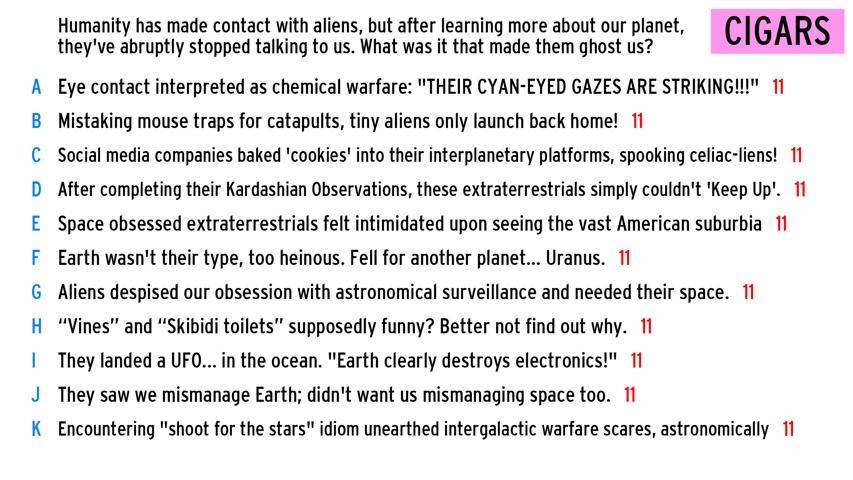 Humanity has made contact with aliens, but after learning more about our planet,
they've abruptly stopped talking to us. What was it that made them ghost us?
CIGARS
A Eye contact interpreted as chemical warfare: "THEIR CYAN-EYED GAZES ARE STRIKING!!!" 11
B Mistaking mouse traps for catapults, tiny aliens only launch back home! 11
C Social media companies baked 'cookies' into their interplanetary platforms, spooking celiac-liens! 11
D After completing their Kardashian Observations, these extraterrestrials simply couldn't 'Keep Up'. 11
E Space obsessed extraterrestrials felt intimidated upon seeing the vast American suburbia 11
F Earth wasn't their type, too heinous. Fell for another planet... Uranus. 11
G Aliens despised our obsession with astronomical surveillance and needed their space. 11
H “Vines” and “Skibidi toilets” supposedly funny? Better not find out why. 11
I They landed a UFO... in the ocean. "Earth clearly destroys electronics!" 11
J They saw we mismanage Earth; didn't want us mismanaging space too. 11
K Encountering "shoot for the stars" idiom unearthed intergalactic warfare scares, astronomically 11